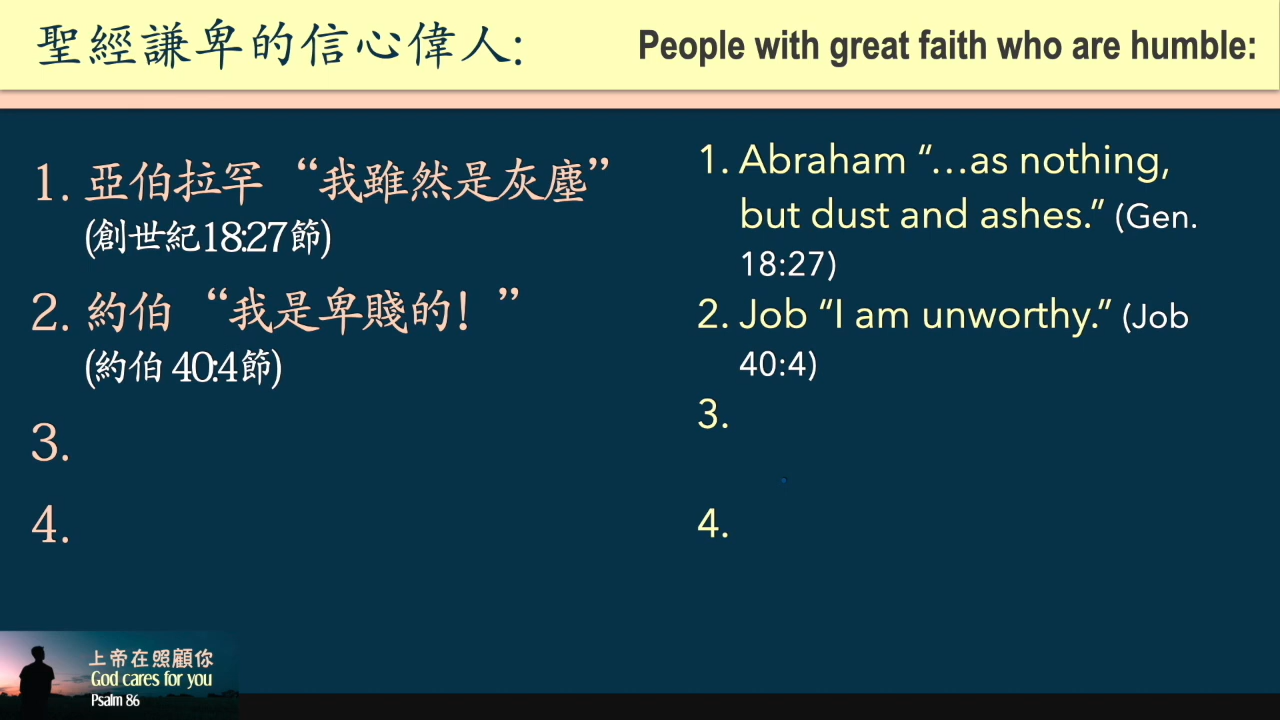 聖經謙卑的信心偉人:
People with great faith who are humble:
1. 亞伯拉罕 “我雖然是灰塵”
(創世紀18:27節)
2. 約伯 “我是卑賤的! ”
(約伯 40:4節)
3.
4.
1. Abraham “…as nothing,
but dust and ashes.” (Gen.
18:27)
2. Job “I am unworthy.” (Job
40:4)
3.
4.
上帝在照顧你
God cares for you
Psalm 86